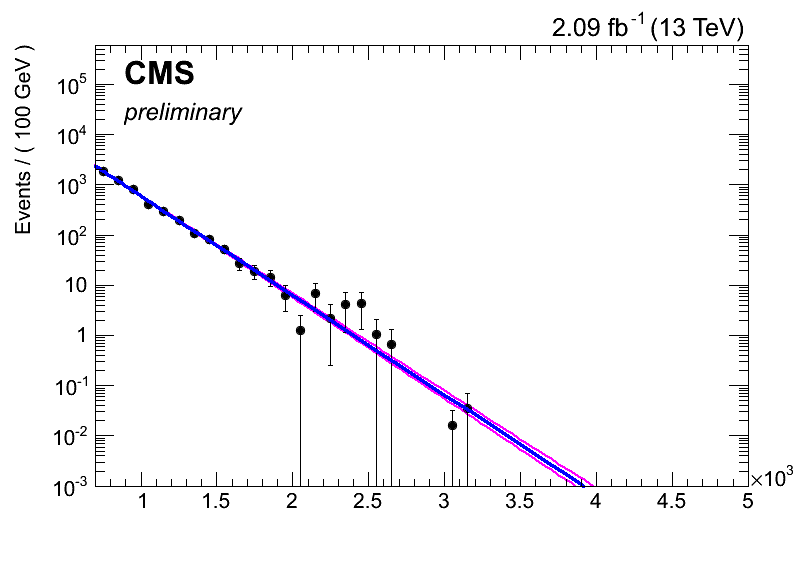 2.09 fb⁻¹ (13 TeV)
CMS
preliminary
Events / ( 100 GeV )
10⁵
10⁴
10³
10²
10
1
10⁻¹
10⁻²
10⁻³
1 1.5 2 2.5 3 3.5 4 4.5 5
×10³